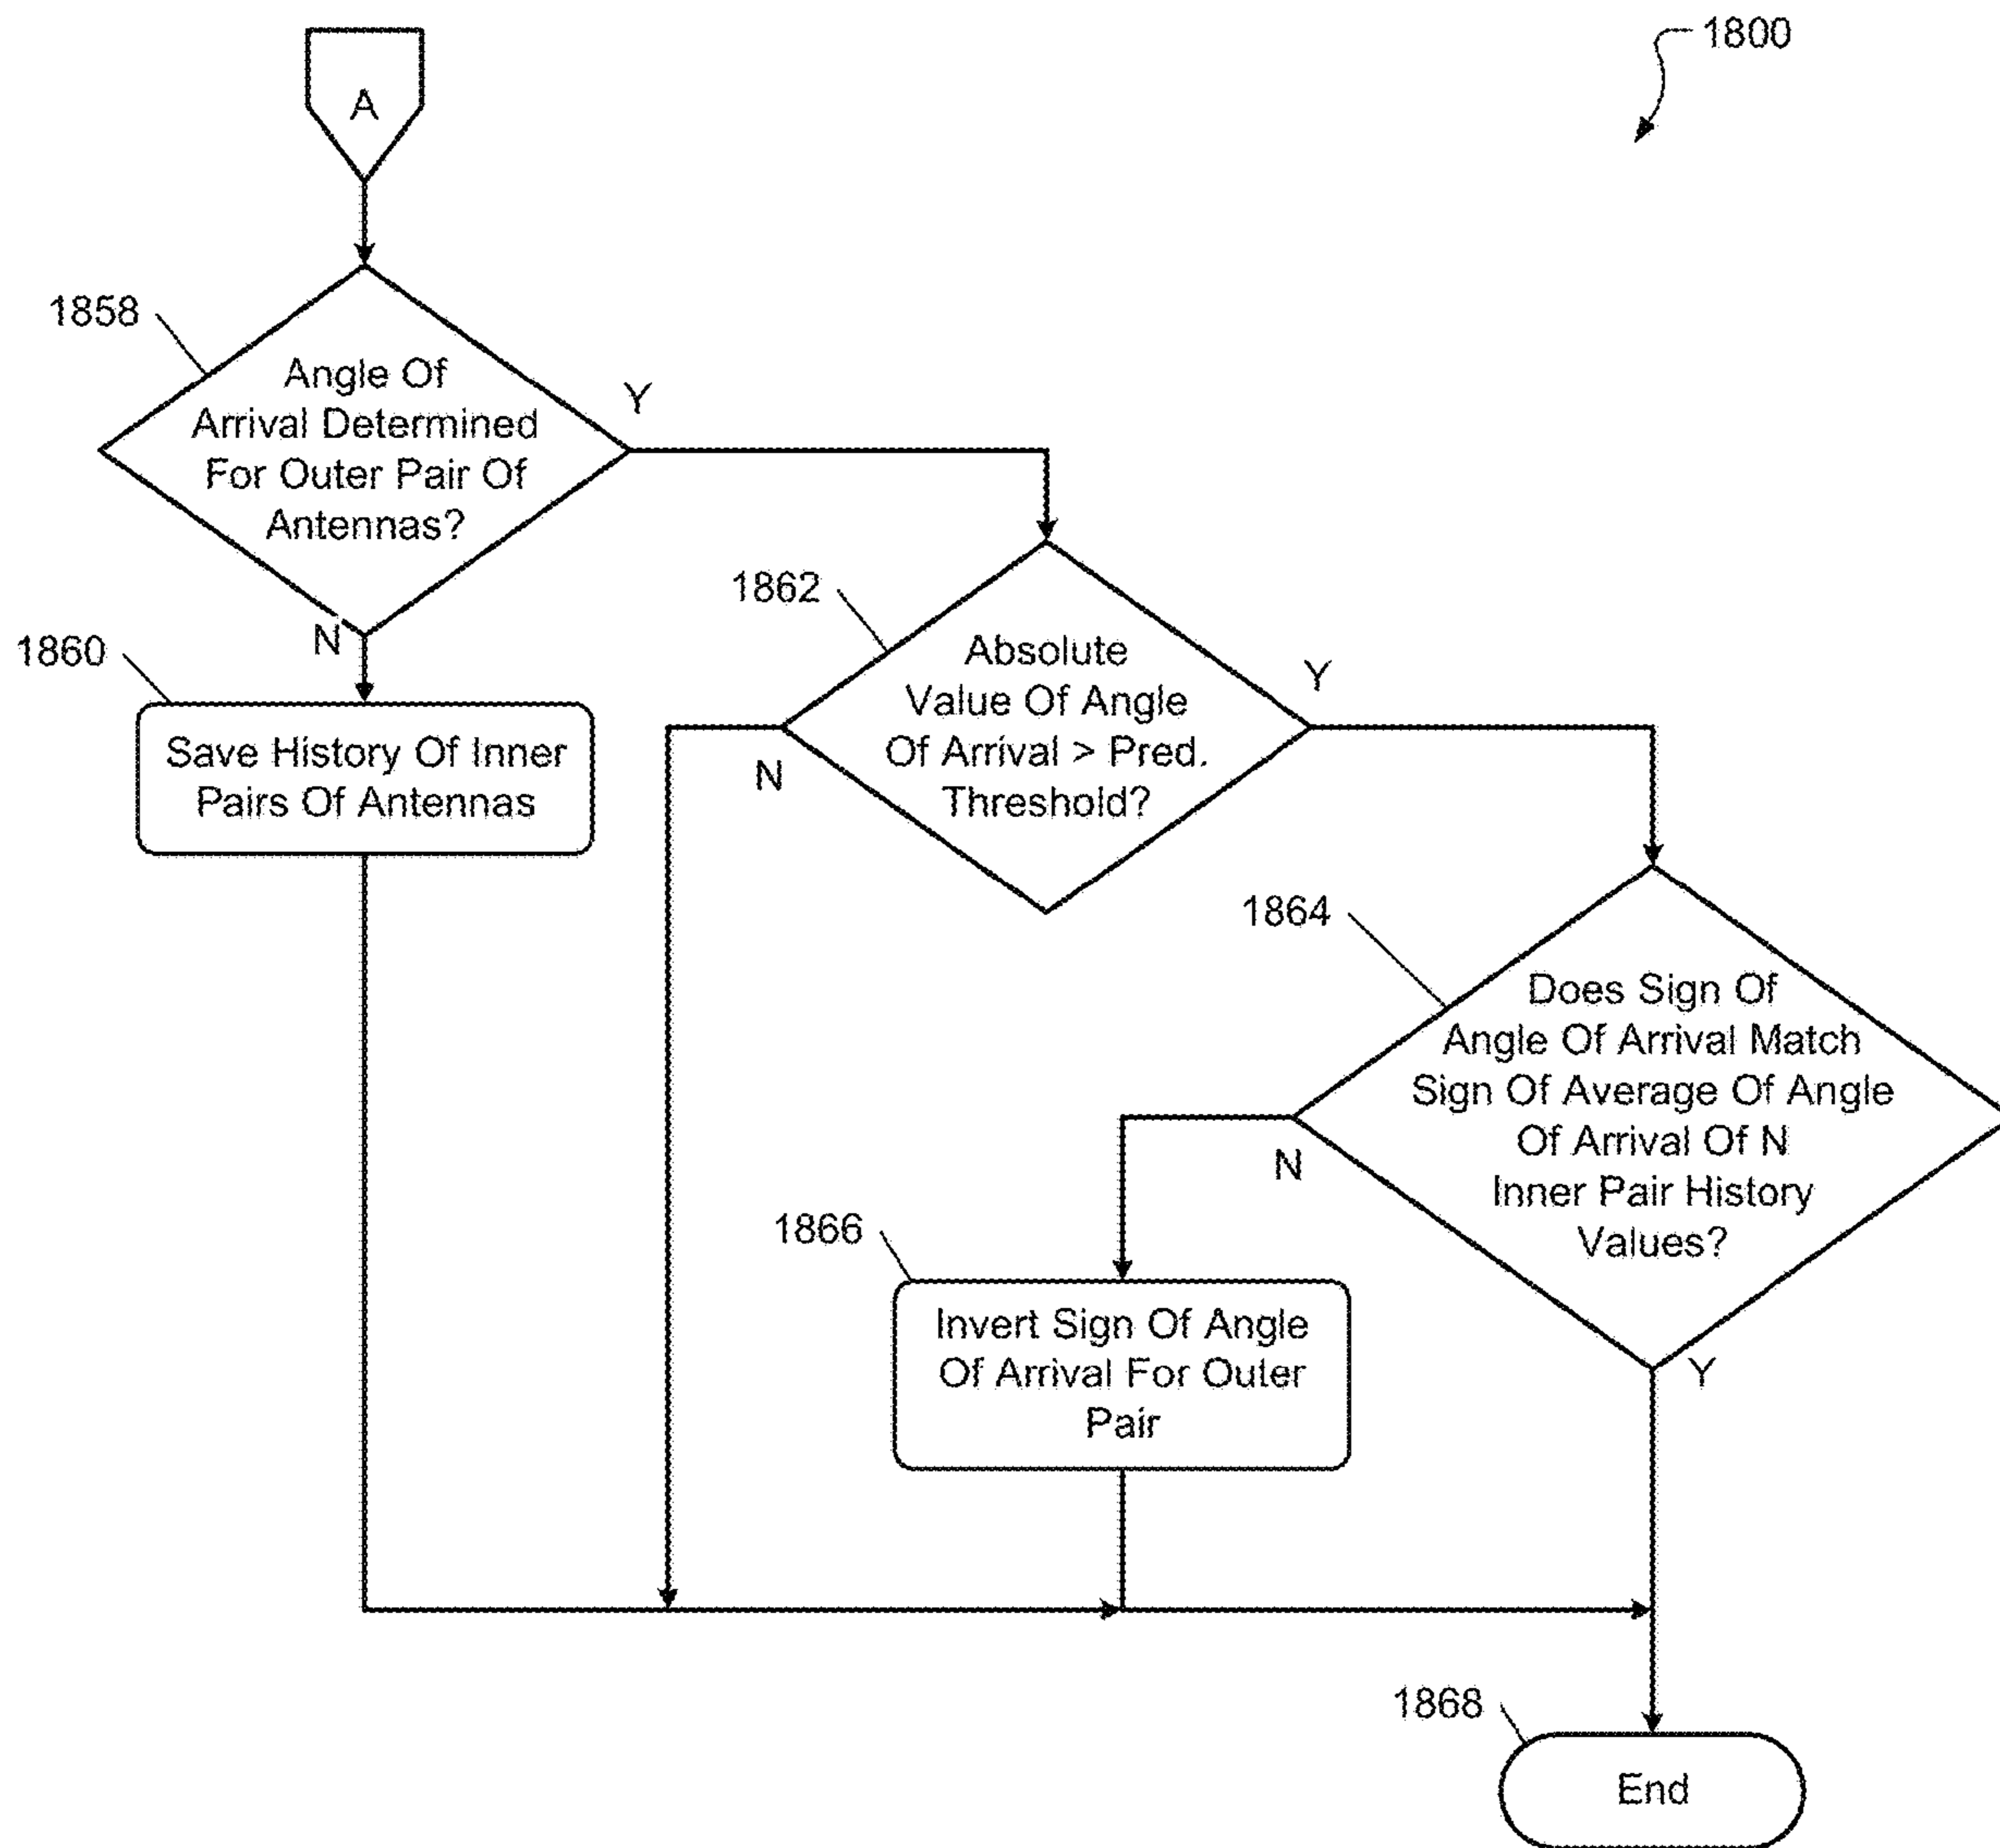 1800
A
1858
Angle Of
Arrival Determined
For Outer Pair Of
Antennas?
Y
N
1862
Absolute
Value Of Angle
Of Arrival > Pred.
Threshold?
Y
N
1860
Save History Of Inner
Pairs Of Antennas
1864
Does Sign Of
Angle Of Arrival Match
Sign Of Average Of Angle
Of Arrival Of N
Inner Pair History
Values?
N
Y
1866
Invert Sign Of Angle
Of Arrival For Outer
Pair
1868
End